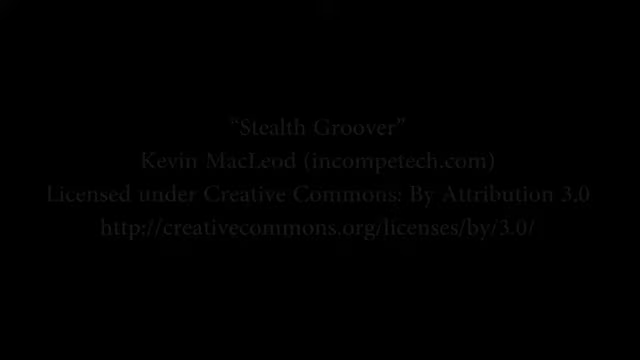 “Stealth Groover”
Kevin MacLeod (incompetech.com)
Licensed under Creative Commons: By Attribution 3.0
http://creativecommons.org/licenses/by/3.0/